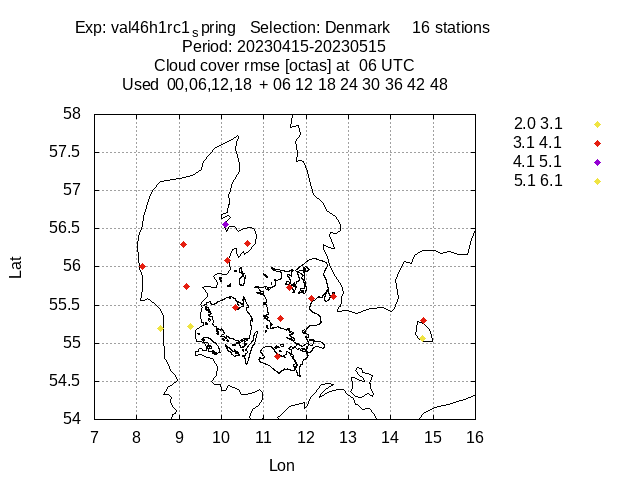 Exp: val46h1rc1spring Selection: Denmark 16 stations
Period: 20230415-20230515
Cloud cover rmse [octas] at 06 UTC
Used 00,06,12,18 + 06 12 18 24 30 36 42 48
2.0 3.1
3.1 4.1
4.1 5.1
5.1 6.1
58
57.5
57
56.5
56
55.5
55
54.5
54
Lat
7 8 9 10 11 12 13 14 15 16
Lon